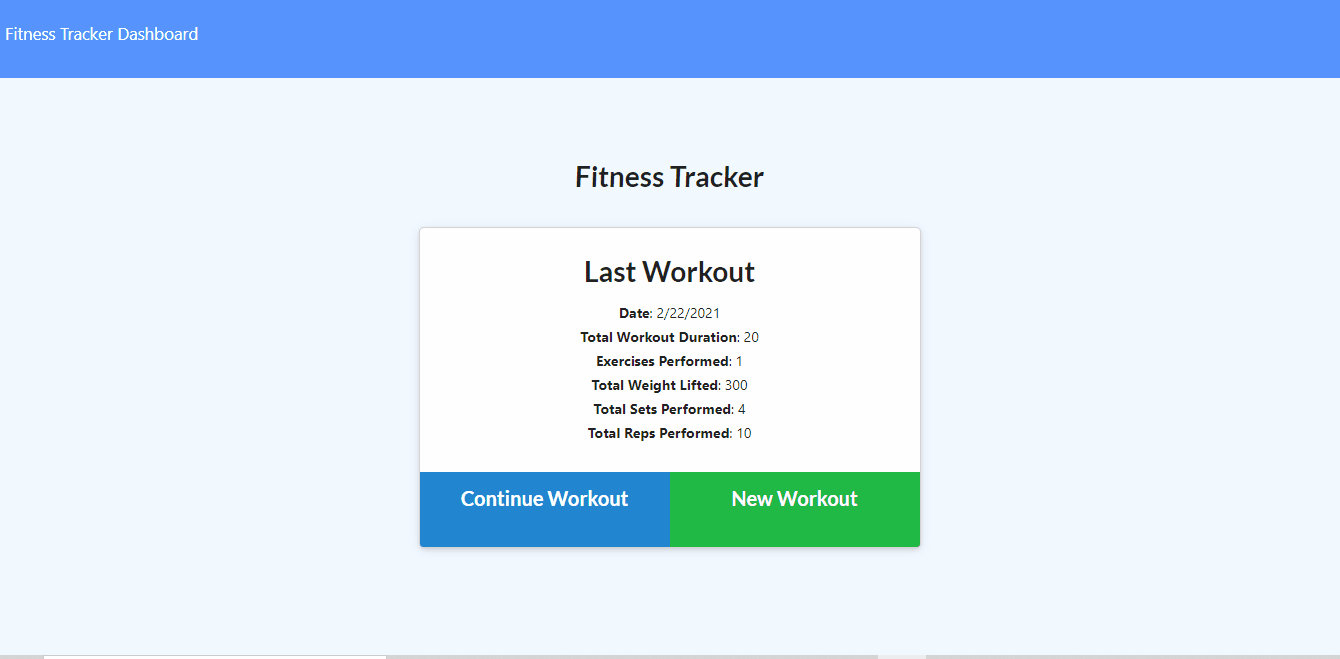 Fitness Tracker Dashboard
Fitness Tracker
Last Workout
Date: 2/22/2021
Total Workout Duration: 20
Exercises Performed: 1
Total Weight Lifted: 300
Total Sets Performed: 4
Total Reps Performed: 10
Continue Workout New Workout